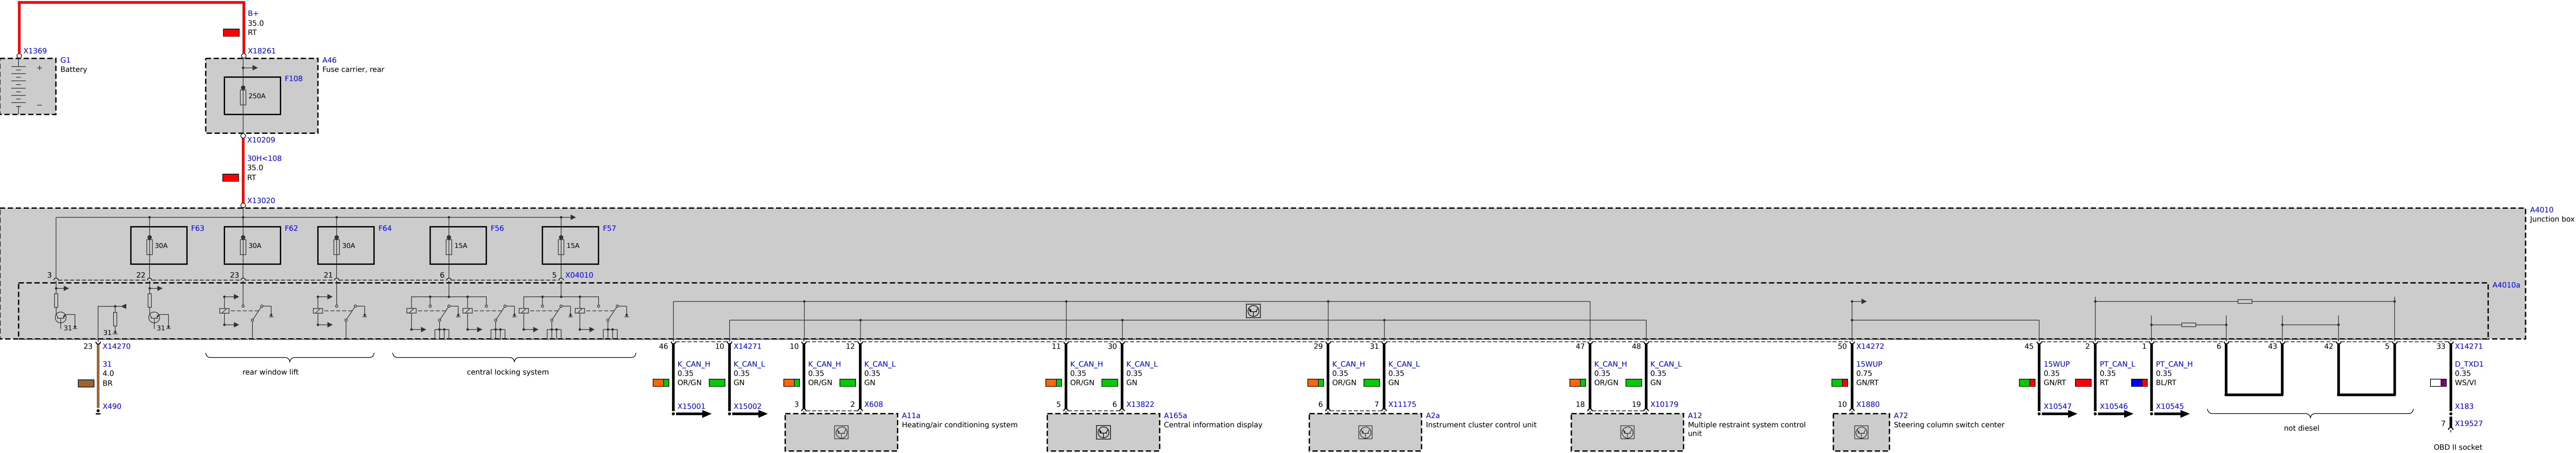 B+
35.0
RT
X1369
X18261
G1
Battery
+
−
A46
Fuse carrier, rear
F108
250A
X10209
30H<108
35.0
RT
X13020
A4010
Junction box
F63
F62
F64
F56
F57
30A
30A
30A
15A
15A
3
22
23
21
6
5
X04010
A4010a
31
31
31
23
X14270
46
10
X14271
10
12
11
30
29
31
47
48
50
X14272
45
2
1
6
43
42
5
33
X14271
31
4.0
BR
rear window lift
central locking system
K_CAN_H
0.35
OR/GN
K_CAN_L
0.35
GN
K_CAN_H
0.35
OR/GN
K_CAN_L
0.35
GN
K_CAN_H
0.35
OR/GN
K_CAN_L
0.35
GN
K_CAN_H
0.35
OR/GN
K_CAN_L
0.35
GN
K_CAN_H
0.35
OR/GN
K_CAN_L
0.35
GN
15WUP
0.75
GN/RT
15WUP
0.35
GN/RT
PT_CAN_L
0.35
RT
PT_CAN_H
0.35
BL/RT
D_TXD1
0.35
WS/VI
X490
X15001
X15002
3
2
X608
5
6
X13822
6
7
X11175
18
19
X10179
10
X1880
X10547
X10546
X10545
X183
A11a
Heating/air conditioning system
A165a
Central information display
A2a
Instrument cluster control unit
A12
Multiple restraint system control
unit
A72
Steering column switch center
not diesel
7
X19527
OBD II socket